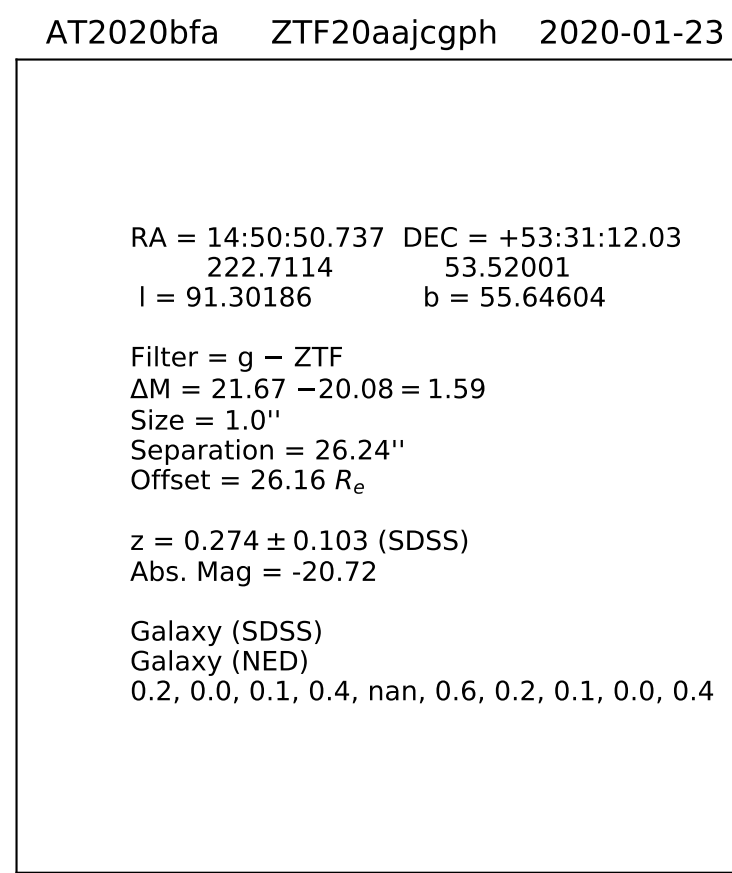 AT2020bfa ZTF20aajcgph 2020-01-23
RA = 14:50:50.737 DEC = +53:31:12.03
222.7114 53.52001
l = 91.30186 b = 55.64604
Filter = g − ZTF
ΔM = 21.67 −20.08 = 1.59
Size = 1.0''
Separation = 26.24''
Offset = 26.16 Rₑ
z = 0.274 ± 0.103 (SDSS)
Abs. Mag = -20.72
Galaxy (SDSS)
Galaxy (NED)
0.2, 0.0, 0.1, 0.4, nan, 0.6, 0.2, 0.1, 0.0, 0.4